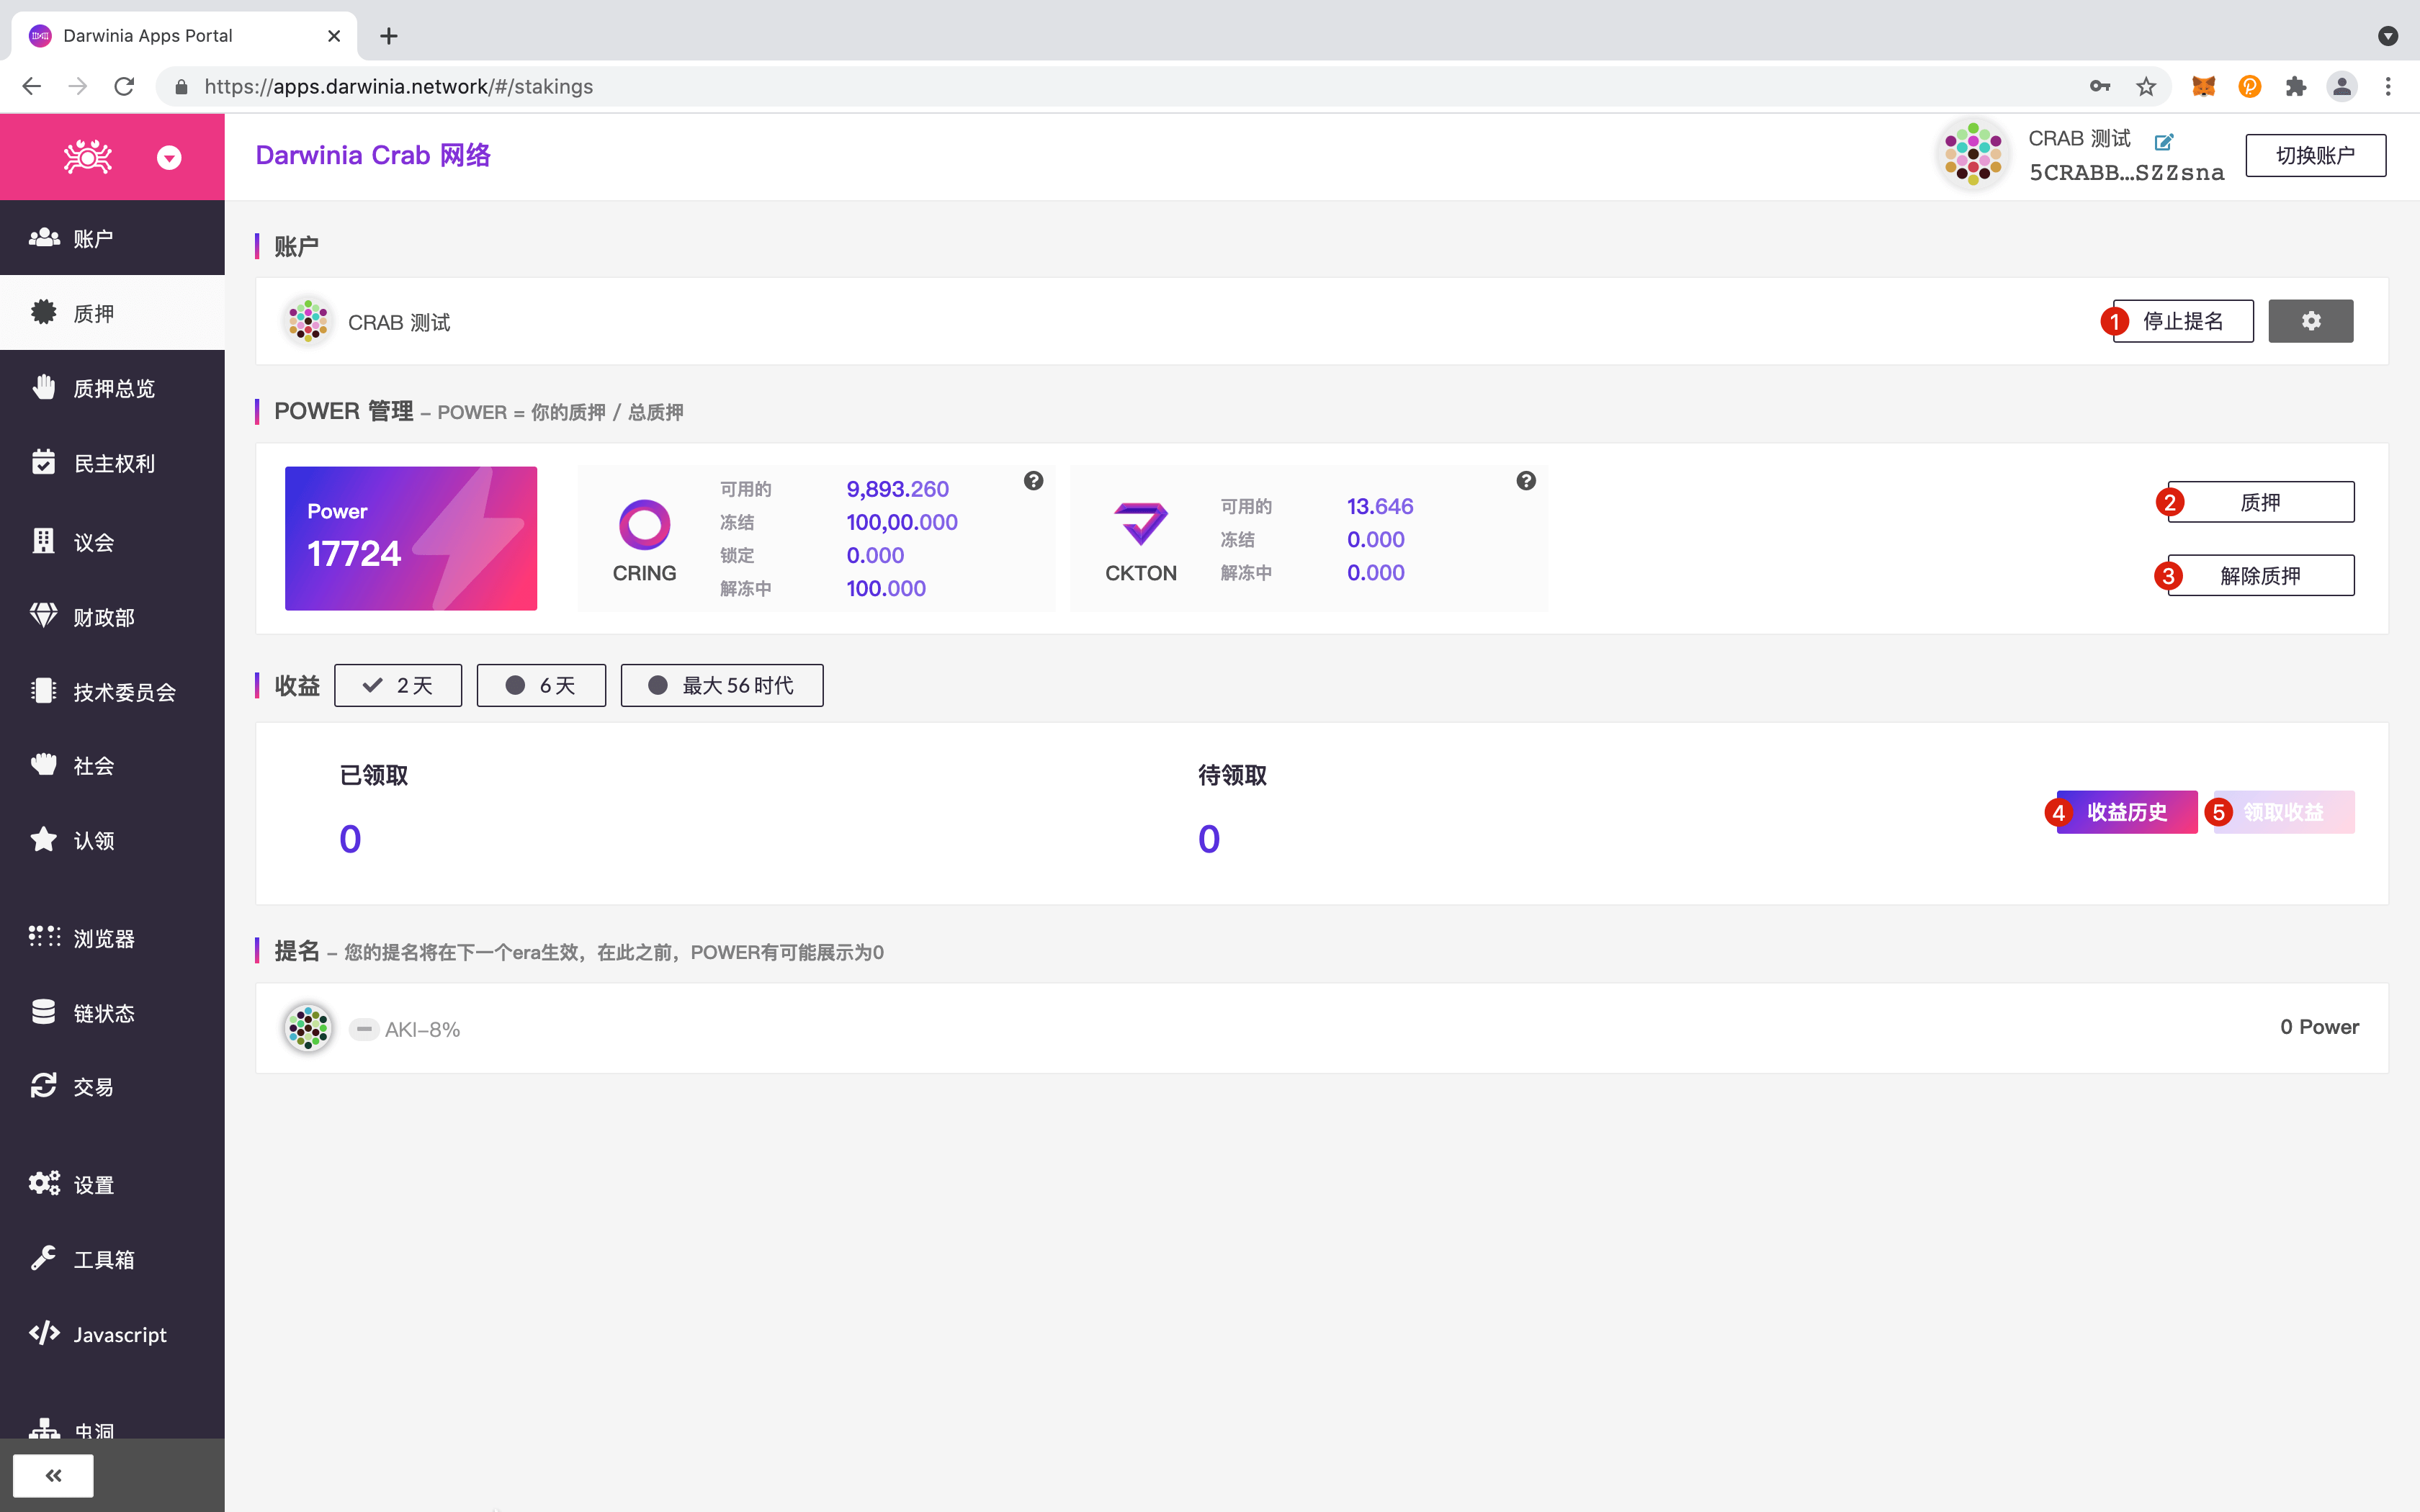 Darwinia Apps Portal
https://apps.darwinia.network/#/stakings
Darwinia Crab 网络
CRAB 测试
5CRABB...SZZsna
切换账户
账户
质押
质押总览
民主权利
议会
财政部
技术委员会
社会
认领
浏览器
链状态
交易
设置
工具箱
Javascript
虫洞
账户
CRAB 测试
1 停止提名
POWER 管理 – POWER = 你的质押 / 总质押
Power
17724
CRING
可用的 9,893.260
冻结 100,00.000
锁定 0.000
解冻中 100.000
CKTON
可用的 13.646
冻结 0.000
解冻中 0.000
2 质押
3 解除质押
收益 2 天 6 天 最大 56 时代
已领取
0
待领取
0
4 收益历史
5 领取收益
提名 – 您的提名将在下一个era生效，在此之前，POWER有可能展示为0
AKI-8%
0 Power